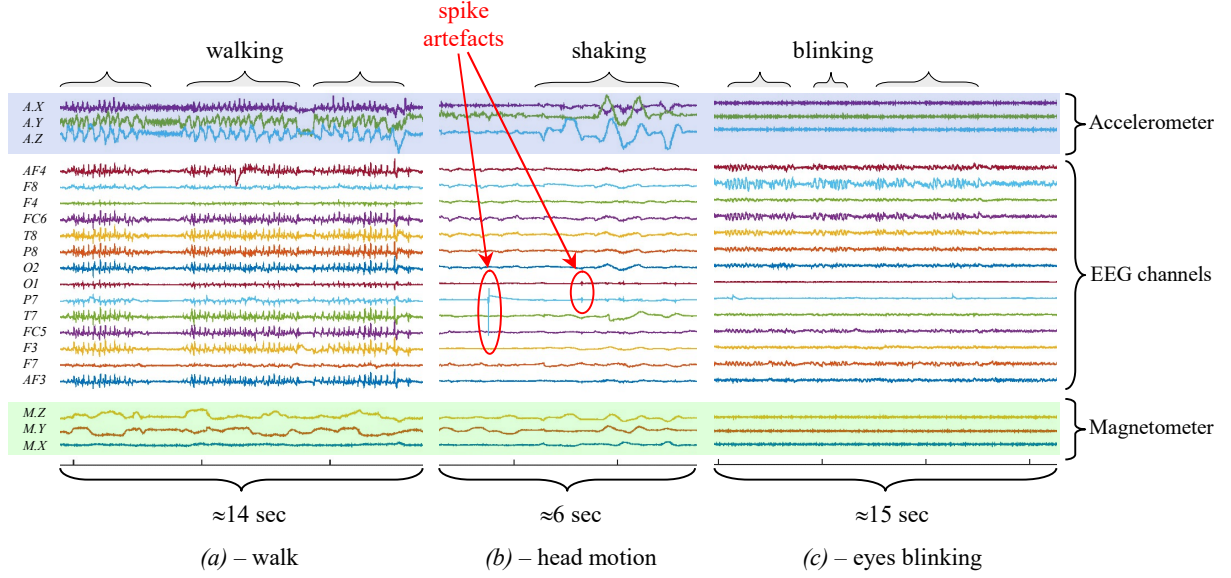 spike
artefacts
walking
shaking
blinking
A.X
A.Y
A.Z
Accelerometer
AF4
F8
F4
FC6
T8
P8
O2
O1
P7
T7
FC5
F3
F7
AF3
EEG channels
M.Z
M.Y
M.X
Magnetometer
≈14 sec
≈6 sec
≈15 sec
(a) – walk
(b) – head motion
(c) – eyes blinking